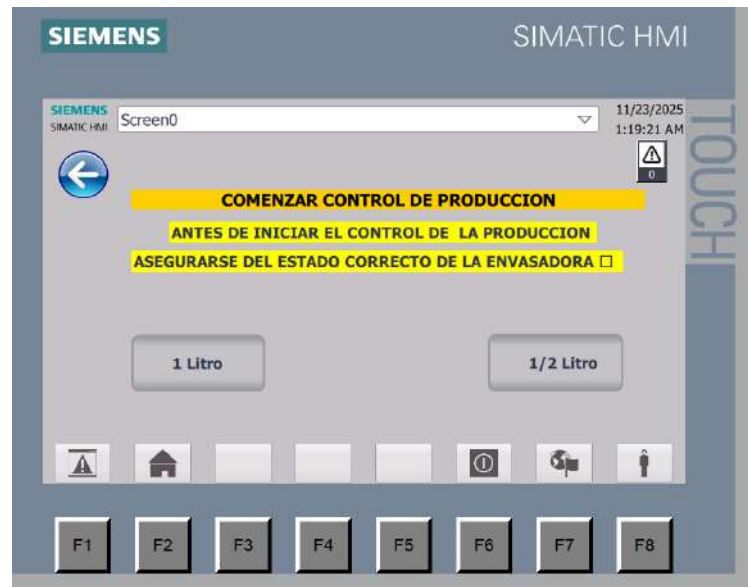 SIEMENS
SIMATIC HMI
TOUCH
SIEMENS
SIMATIC HMI
Screen0
11/23/2025
1:19:21 AM
0
COMENZAR CONTROL DE PRODUCCION
ANTES DE INICIAR EL CONTROL DE LA PRODUCCION
ASEGURARSE DEL ESTADO CORRECTO DE LA ENVASADORA □
1 Litro
1/2 Litro
F1 F2 F3 F4 F5 F6 F7 F8